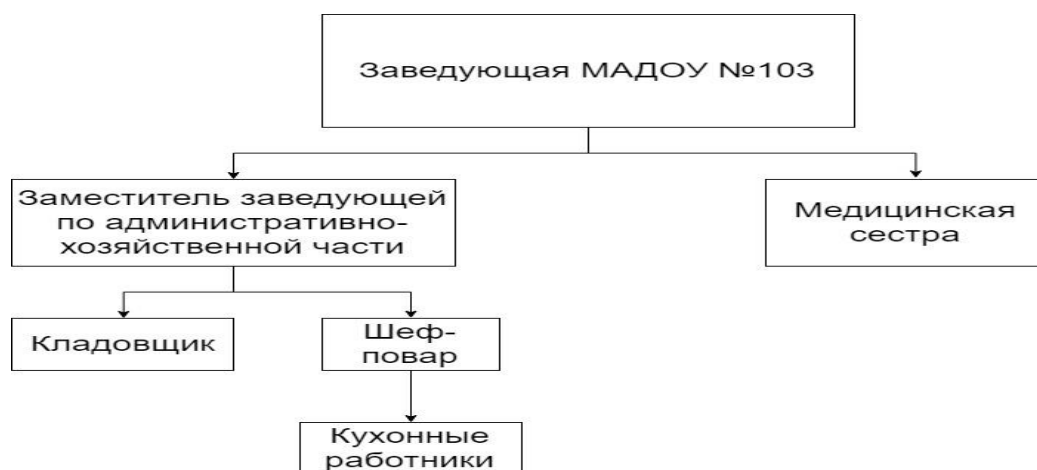 Заведующая МАДОУ №103
Заместитель заведующей
по административно-
хозяйственной части
Медицинская
сестра
Кладовщик
Шеф-
повар
Кухонные
работники